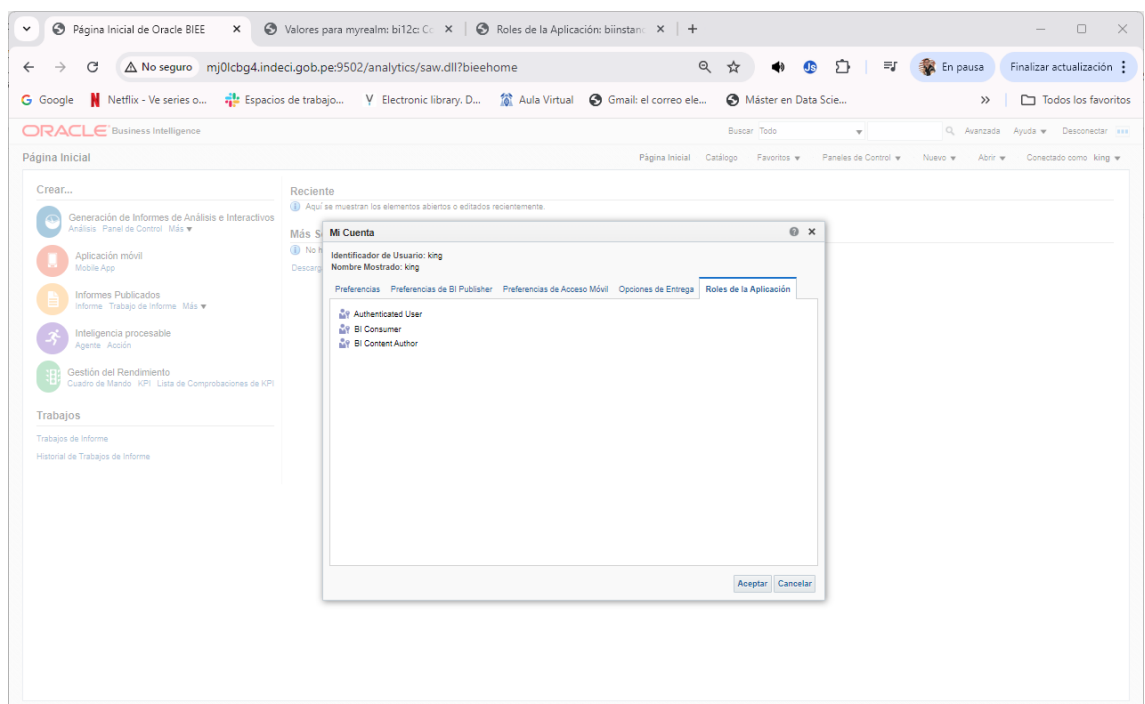 Página Inicial de Oracle BIEE
Valores para myrealm: bi12c: Co
Roles de la Aplicación: biinstanc
No seguro mj0lcbg4.indeci.gob.pe:9502/analytics/saw.dll?bieehome
Js
En pausa
Finalizar actualización
Google
Netflix - Ve series o...
Espacios de trabajo...
Electronic library. D...
Aula Virtual
Gmail: el correo ele...
Máster en Data Scie...
»
Todos los favoritos
ORACLE Business Intelligence
Buscar Todo
Avanzada Ayuda Desconectar
Página Inicial
Página Inicial Catálogo Favoritos Paneles de Control Nuevo Abrir Conectado como king
Crear...
Generación de Informes de Análisis e Interactivos
Análisis Panel de Control Más
Aplicación móvil
Mobile App
Informes Publicados
Informe Trabajo de Informe Más
Inteligencia procesable
Agente Acción
Gestión del Rendimiento
Cuadro de Mando KPI Lista de Comprobaciones de KPI
Trabajos
Trabajos de Informe
Historial de Trabajos de Informe
Reciente
Aquí se muestran los elementos abiertos o editados recientemente.
Más S
No h
Descarg
Mi Cuenta
Identificador de Usuario: king
Nombre Mostrado: king
Preferencias Preferencias de BI Publisher Preferencias de Acceso Móvil Opciones de Entrega Roles de la Aplicación
Authenticated User
BI Consumer
BI Content Author
Aceptar Cancelar